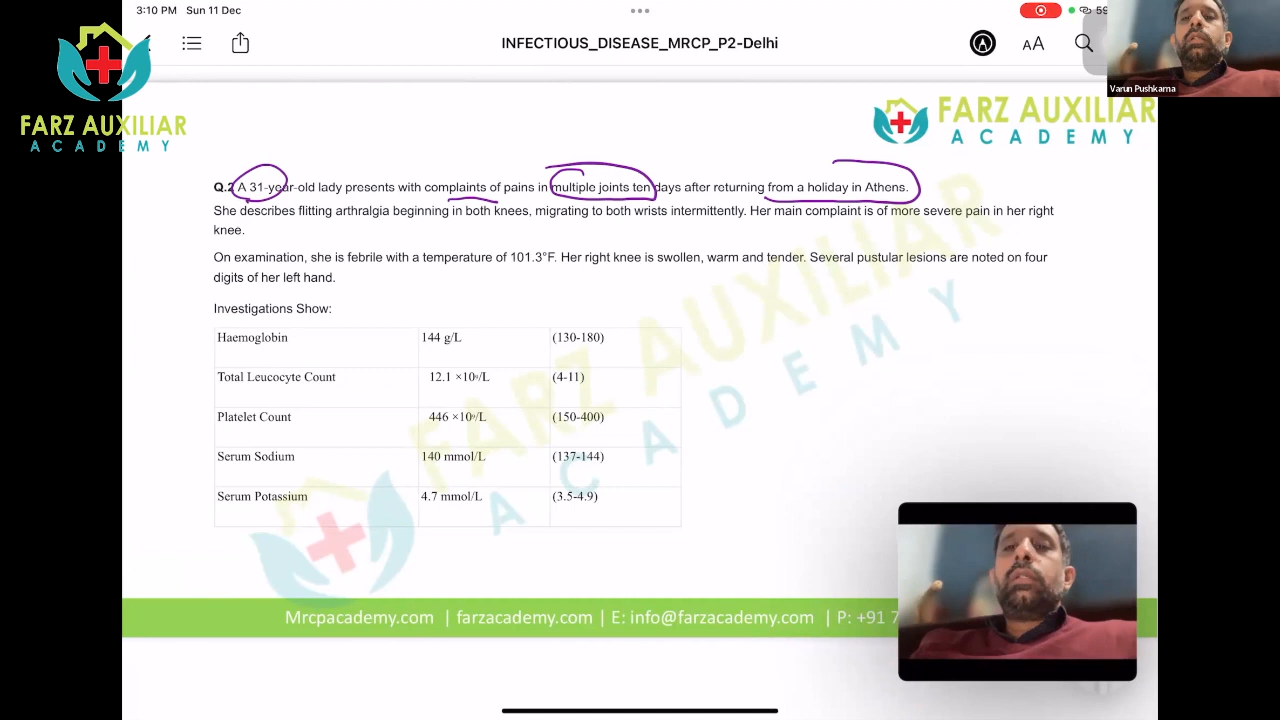 3:10 PM Sun 11 Dec
59
INFECTIOUS_DISEASE_MRCP_P2-Delhi
AA
Varun Pushkarna
FARZ AUXILIAR
ACADEMY
FARZ AUXILIAR
ACADEMY
Q.2 A 31-year-old lady presents with complaints of pains in multiple joints ten days after returning from a holiday in Athens.
She describes flitting arthralgia beginning in both knees, migrating to both wrists intermittently. Her main complaint is of more severe pain in her right
knee.
On examination, she is febrile with a temperature of 101.3°F. Her right knee is swollen, warm and tender. Several pustular lesions are noted on four
digits of her left hand.
Investigations Show:
Haemoglobin 144 g/L (130-180)
Total Leucocyte Count 12.1 ×10⁹/L (4-11)
Platelet Count 446 ×10⁹/L (150-400)
Serum Sodium 140 mmol/L (137-144)
Serum Potassium 4.7 mmol/L (3.5-4.9)
FARZ AUXILIAR
ACADEMY
Mrcpacademy.com | farzacademy.com | E: info@farzacademy.com | P: +91 7